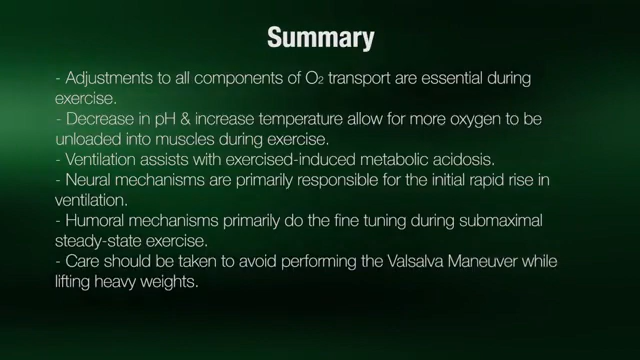 Summary
- Adjustments to all components of O2 transport are essential during
exercise.
- Decrease in pH & increase temperature allow for more oxygen to be
unloaded into muscles during exercise.
- Ventilation assists with exercised-induced metabolic acidosis.
- Neural mechanisms are primarily responsible for the initial rapid rise in
ventilation.
- Humoral mechanisms primarily do the fine tuning during submaximal
steady-state exercise.
- Care should be taken to avoid performing the Valsalva Maneuver while
lifting heavy weights.